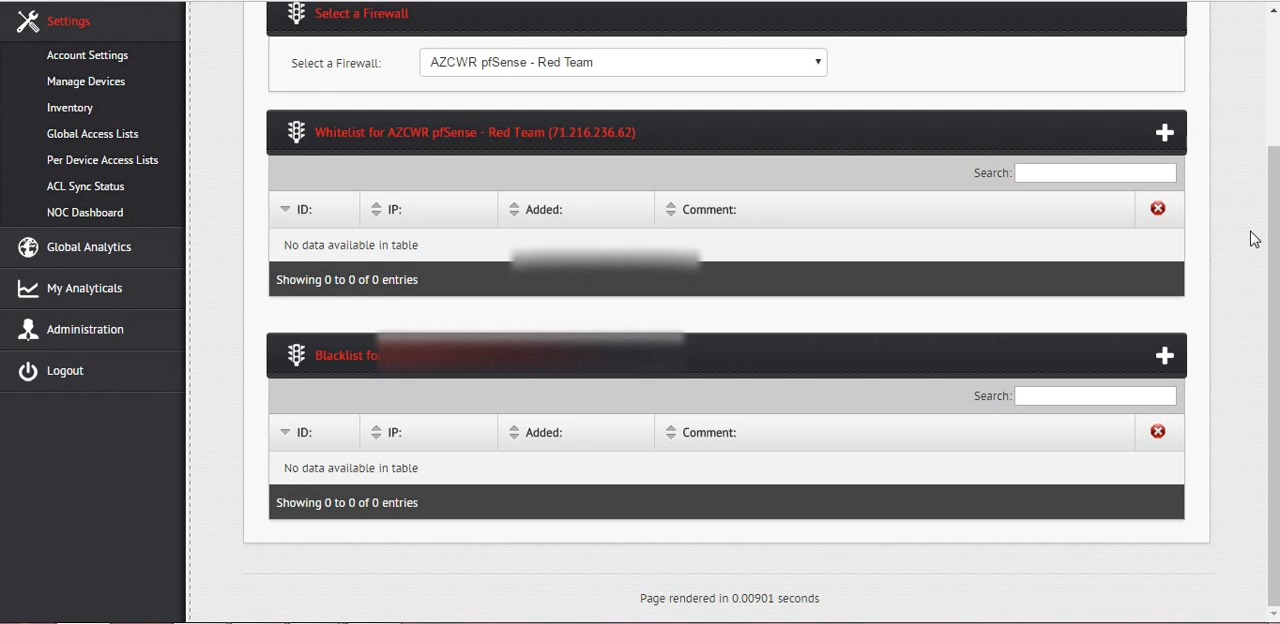 Settings
Account Settings
Manage Devices
Inventory
Global Access Lists
Per Device Access Lists
ACL Sync Status
NOC Dashboard
Global Analytics
My Analyticals
Administration
Logout
Select a Firewall
Select a Firewall: AZCWR pfSense - Red Team
Whitelist for AZCWR pfSense - Red Team (71.216.236.62)
Search:
ID: IP: Added: Comment:
No data available in table
Showing 0 to 0 of 0 entries
Blacklist for
Search:
ID: IP: Added: Comment:
No data available in table
Showing 0 to 0 of 0 entries
Page rendered in 0.00901 seconds